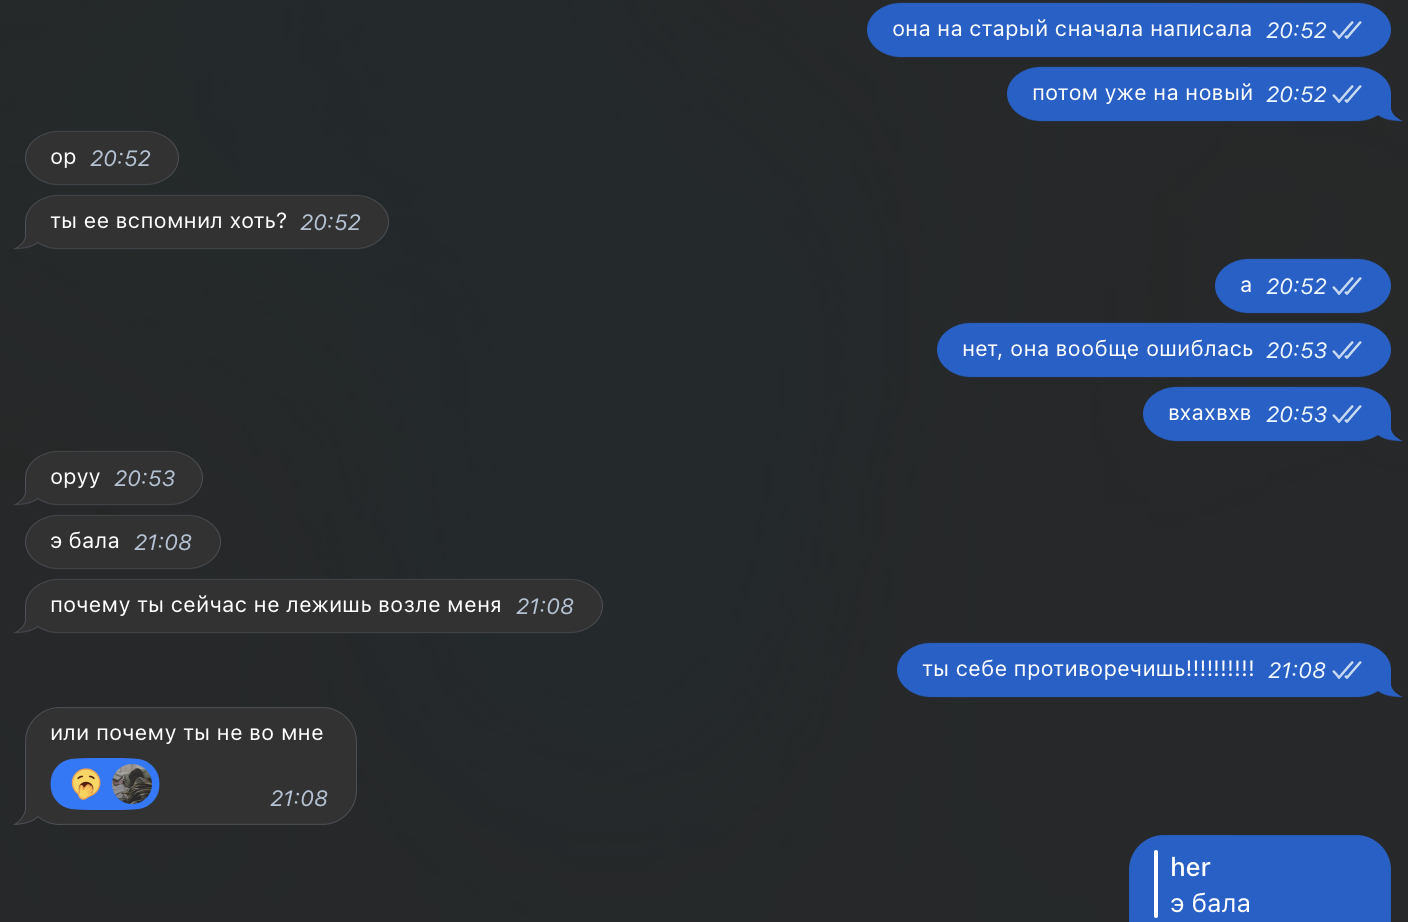 она на старый сначала написала 20:52
потом уже на новый 20:52
ор 20:52
ты ее вспомнил хоть? 20:52
а 20:52
нет, она вообще ошиблась 20:53
вхахвхв 20:53
оруу 20:53
э бала 21:08
почему ты сейчас не лежишь возле меня 21:08
ты себе противоречишь!!!!!!!!!! 21:08
или почему ты не во мне
21:08
her
э бала